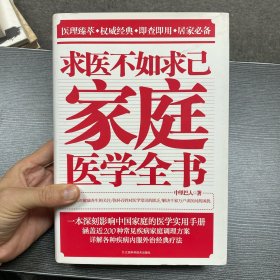 医理臻萃·权威经典·即查即用·居家必备
求医不如求己
家庭
医学全书
中里巴人 著
一本深刻影响中国家庭的医学实用手册
涵盖近200种常见疾病家庭调理方案
详解各种疾病内服外治经典疗法